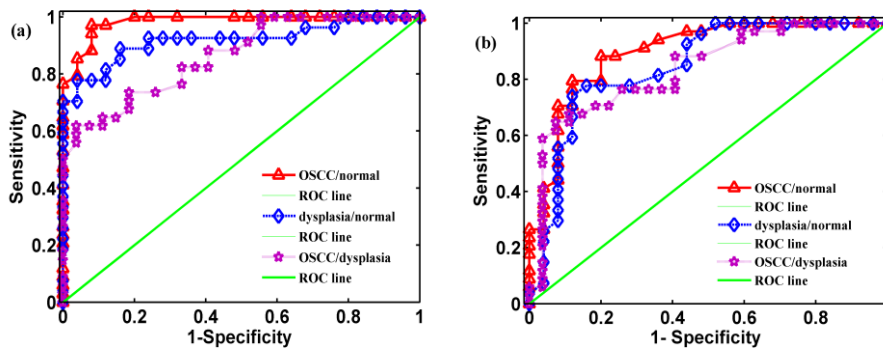 (a)
Sensitivity
1
0.8
0.6
0.4
0.2
0
0
0.2
0.4
0.6
0.8
1
1-Specificity
OSCC/normal
ROC line
dysplasia/normal
ROC line
OSCC/dysplasia
ROC line
(b)
Sensitivity
1
0.8
0.6
0.4
0.2
0
0
0.2
0.4
0.6
0.8
1- Specificity
OSCC/normal
ROC line
dysplasia/normal
ROC line
OSCC/dysplasia
ROC line